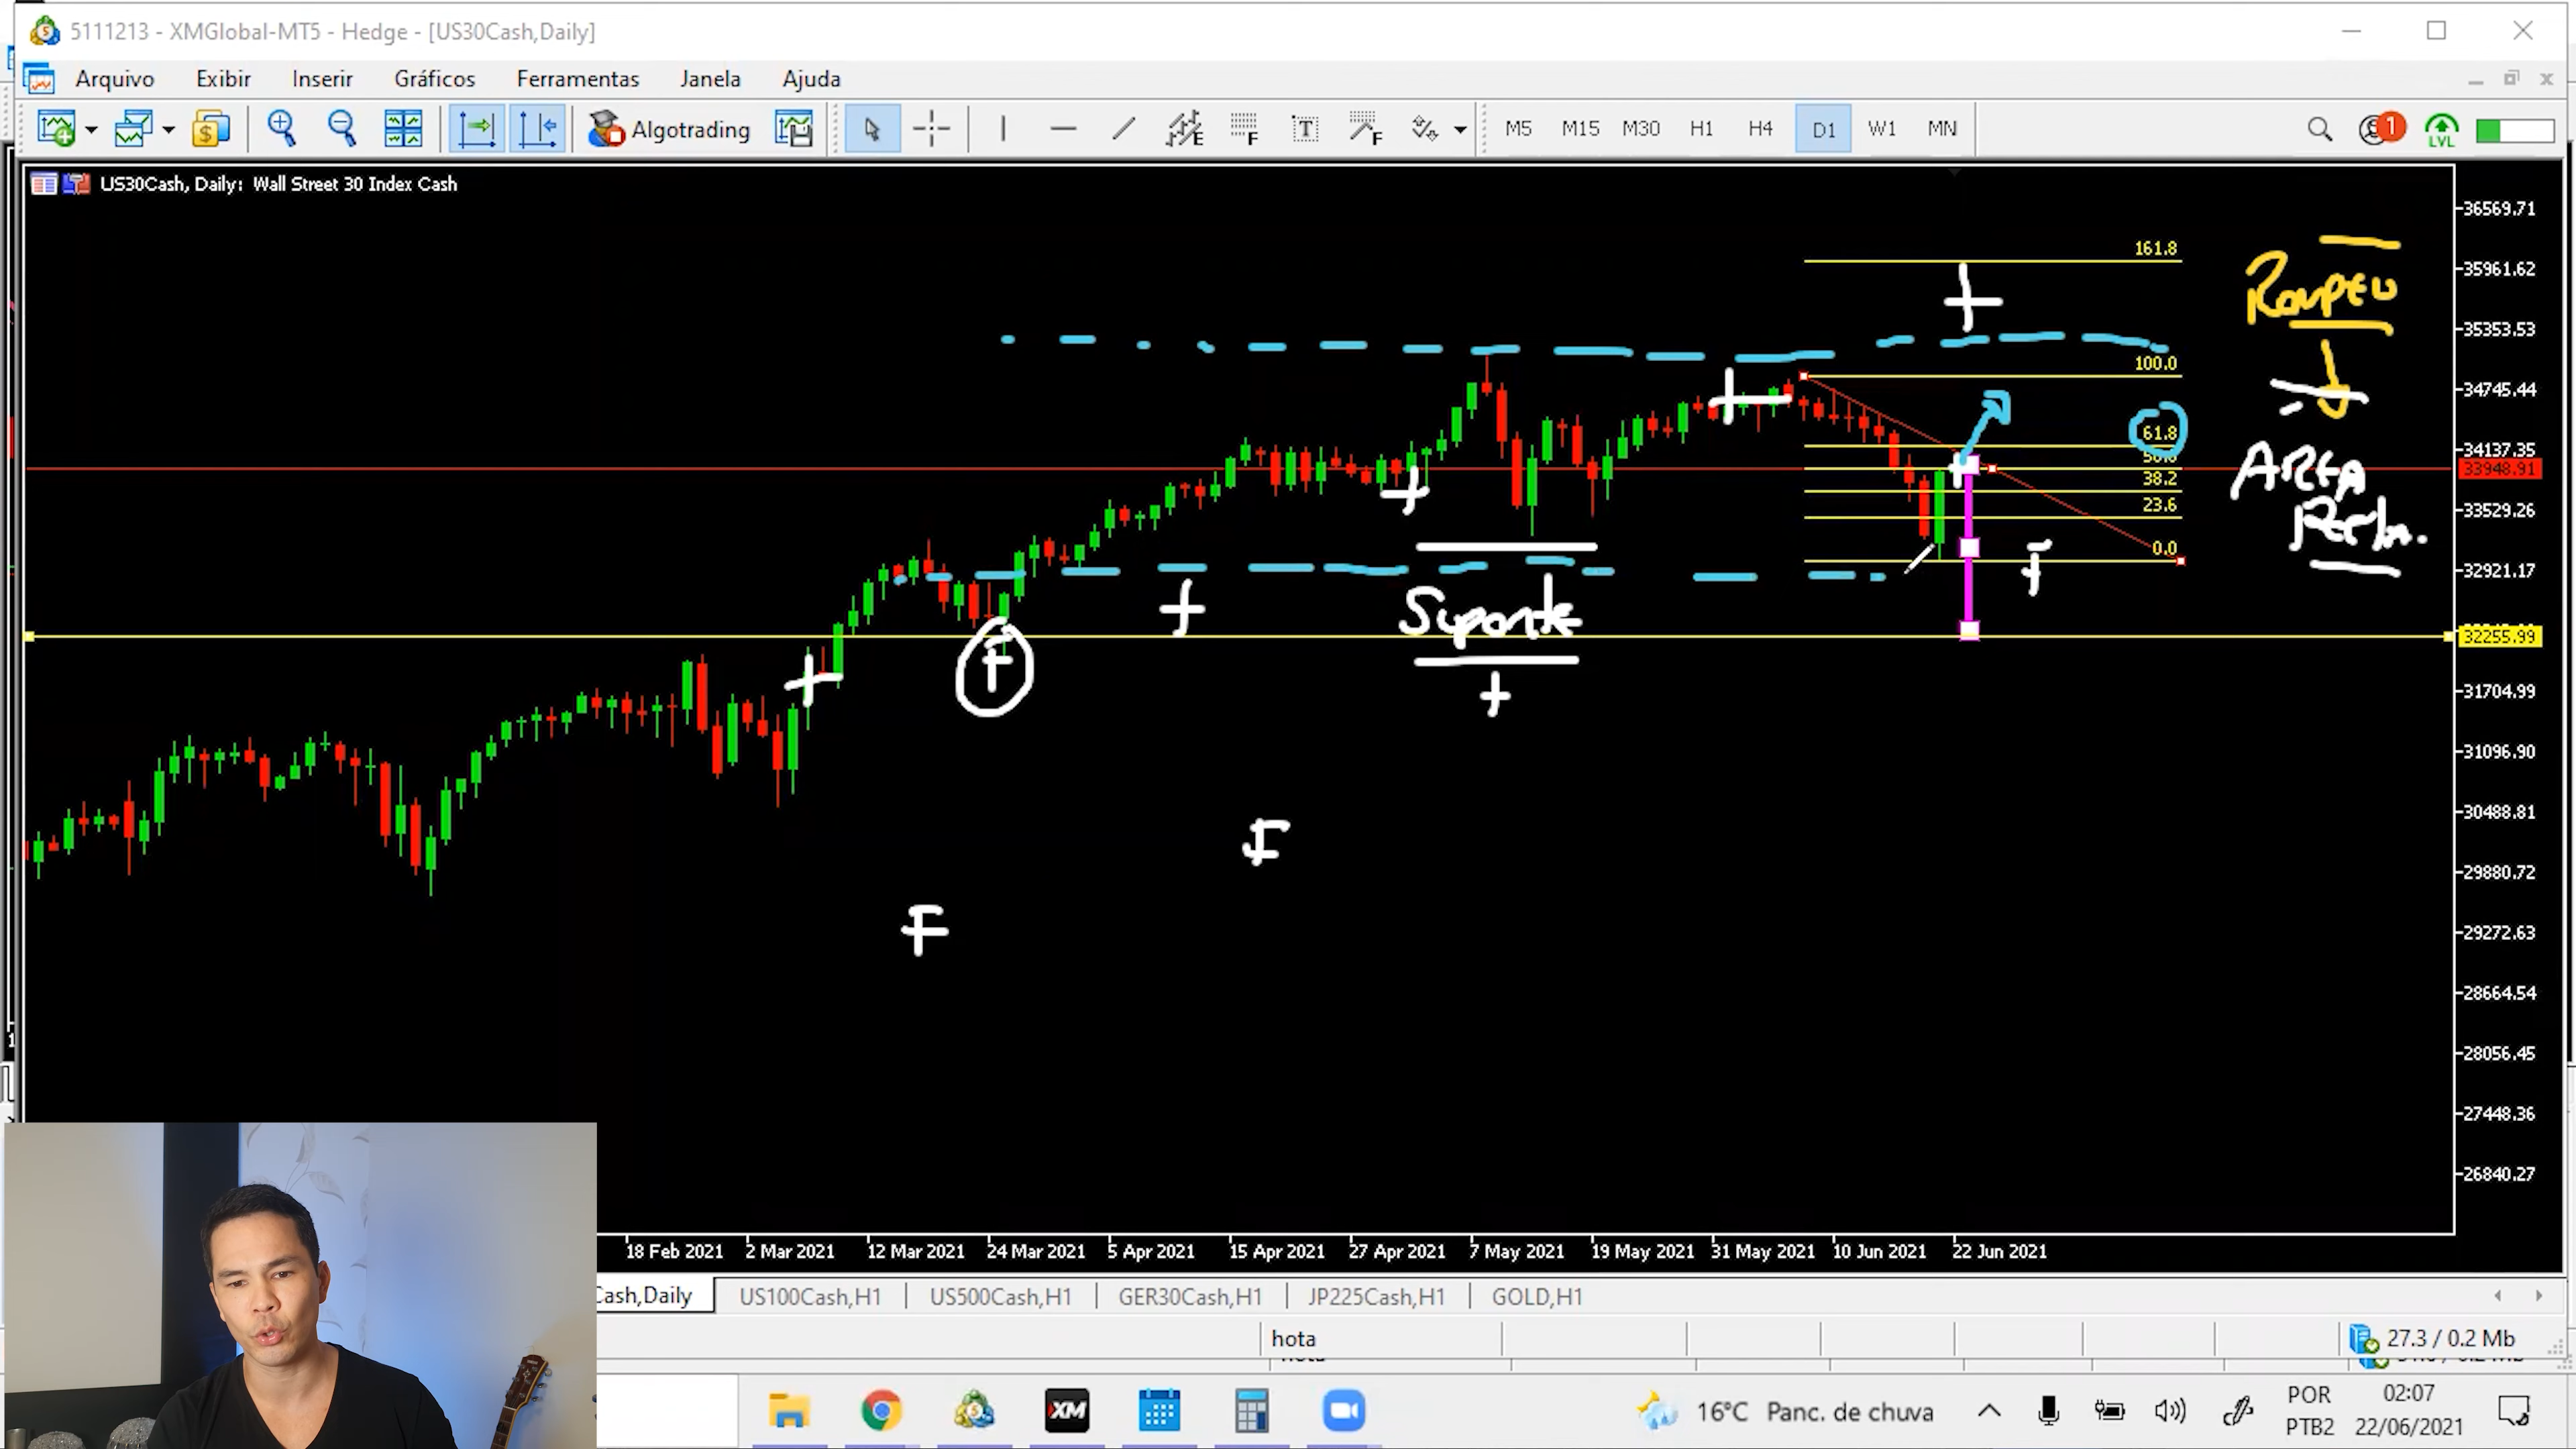 5111213 - XMGlobal-MT5 - Hedge - [US30Cash,Daily]
Arquivo Exibir Inserir Gráficos Ferramentas Janela Ajuda
Algotrading E F T F M5 M15 M30 H1 H4 D1 W1 MN 1 LVL
US30Cash, Daily: Wall Street 30 Index Cash
36569.71
161.8
35961.62
Rompeu
35353.53
100.0
34745.44
61.8
34137.35
50.0
33948.91
38.2
AREA
23.6
33529.26
0.0
32921.17
Suporte
32255.99
31704.99
31096.90
30488.81
29880.72
29272.63
28664.54
28056.45
27448.36
26840.27
18 Feb 2021 2 Mar 2021 12 Mar 2021 24 Mar 2021 5 Apr 2021 15 Apr 2021 27 Apr 2021 7 May 2021 19 May 2021 31 May 2021 10 Jun 2021 22 Jun 2021
Cash,Daily US100Cash,H1 US500Cash,H1 GER30Cash,H1 JP225Cash,H1 GOLD,H1
hota 27.3 / 0.2 Mb
XM 16°C Panc. de chuva POR 02:07
PTB2 22/06/2021